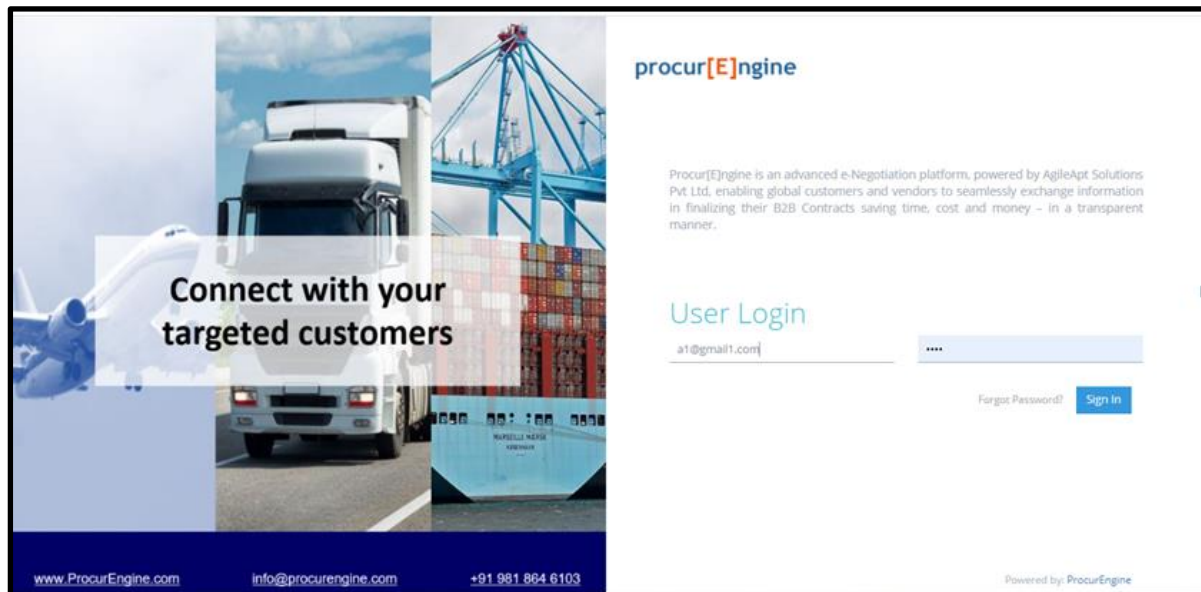 Connect with your
targeted customers
MARSEILLE MÆRSK
KØBENHAVN
www.ProcurEngine.com
info@procurengine.com
+91 981 864 6103
procur[E]ngine
Procur[E]ngine is an advanced e-Negotiation platform, powered by AgileApt Solutions
Pvt Ltd, enabling global customers and vendors to seamlessly exchange information
in finalizing their B2B Contracts saving time, cost and money – in a transparent
manner.
User Login
a1@gmail1.com
••••
Forgot Password?
Sign In
Powered by: ProcurEngine